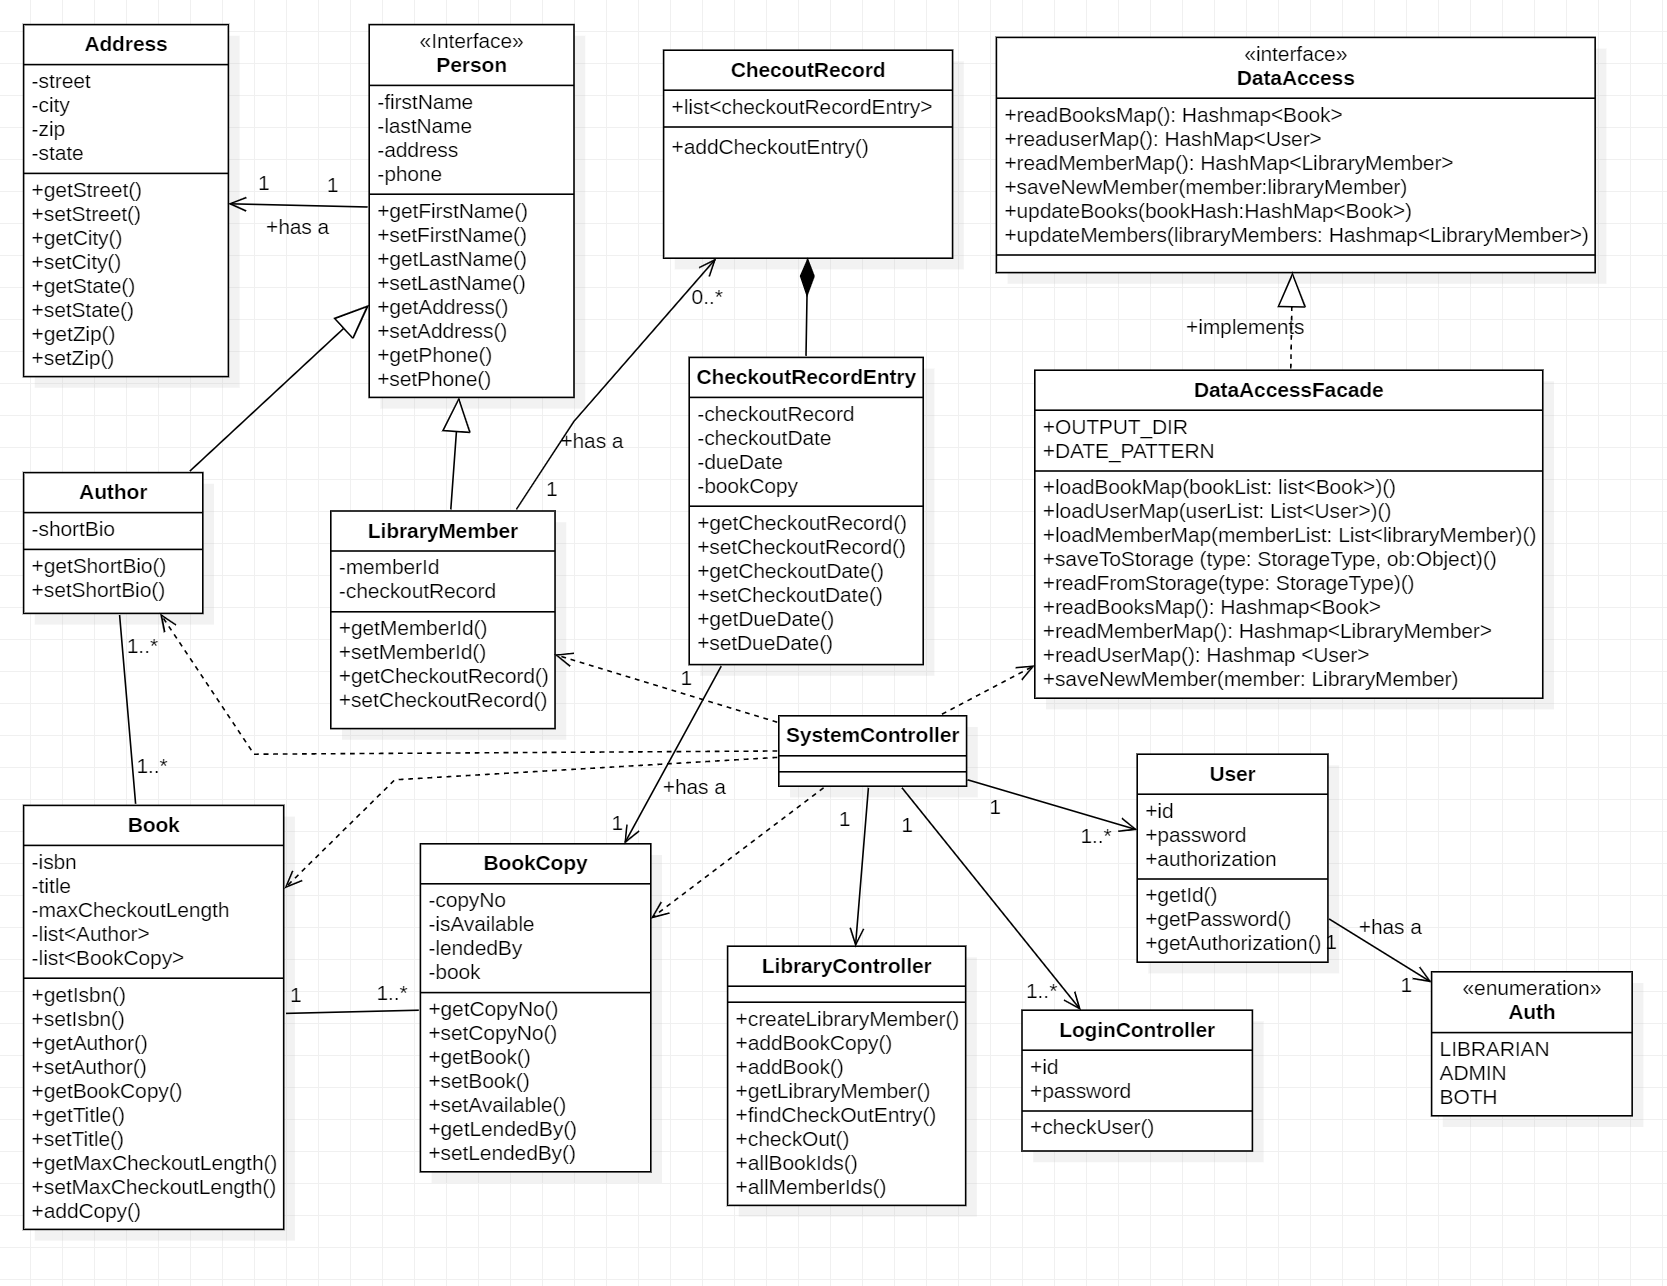 Address
-street
-city
-zip
-state
+getStreet()
+setStreet()
+getCity()
+setCity()
+getState()
+setState()
+getZip()
+setZip()
1
1
+has a
«Interface»
Person
-firstName
-lastName
-address
-phone
+getFirstName()
+setFirstName()
+getLastName()
+setLastName()
+getAddress()
+setAddress()
+getPhone()
+setPhone()
ChecoutRecord
+list<checkoutRecordEntry>
+addCheckoutEntry()
0..*
+has a
1
«interface»
DataAccess
+readBooksMap(): Hashmap<Book>
+readuserMap(): HashMap<User>
+readMemberMap(): HashMap<LibraryMember>
+saveNewMember(member:libraryMember)
+updateBooks(bookHash:HashMap<Book>)
+updateMembers(libraryMembers: Hashmap<LibraryMember>)
+implements
CheckoutRecordEntry
-checkoutRecord
-checkoutDate
-dueDate
-bookCopy
+getCheckoutRecord()
+setCheckoutRecord()
+getCheckoutDate()
+setCheckoutDate()
+getDueDate()
+setDueDate()
DataAccessFacade
+OUTPUT_DIR
+DATE_PATTERN
+loadBookMap(bookList: list<Book>)()
+loadUserMap(userList: List<User>)()
+loadMemberMap(memberList: List<libraryMember)()
+saveToStorage (type: StorageType, ob:Object)()
+readFromStorage(type: StorageType)()
+readBooksMap(): Hashmap<Book>
+readMemberMap(): Hashmap<LibraryMember>
+readUserMap(): Hashmap <User>
+saveNewMember(member: LibraryMember)
Author
-shortBio
+getShortBio()
+setShortBio()
1..*
1..*
LibraryMember
-memberId
-checkoutRecord
+getMemberId()
+setMemberId()
+getCheckoutRecord()
+setCheckoutRecord()
1
+has a
1
SystemController
1
1
1
1..*
1..*
User
+id
+password
+authorization
+getId()
+getPassword()
+getAuthorization()
1
+has a
1
Book
-isbn
-title
-maxCheckoutLength
-list<Author>
-list<BookCopy>
+getIsbn()
+setIsbn()
+getAuthor()
+setAuthor()
+getBookCopy()
+getTitle()
+setTitle()
+getMaxCheckoutLength()
+setMaxCheckoutLength()
+addCopy()
1
1..*
BookCopy
-copyNo
-isAvailable
-lendedBy
-book
+getCopyNo()
+setCopyNo()
+getBook()
+setBook()
+setAvailable()
+getLendedBy()
+setLendedBy()
LibraryController
+createLibraryMember()
+addBookCopy()
+addBook()
+getLibraryMember()
+findCheckOutEntry()
+checkOut()
+allBookIds()
+allMemberIds()
LoginController
+id
+password
+checkUser()
«enumeration»
Auth
LIBRARIAN
ADMIN
BOTH